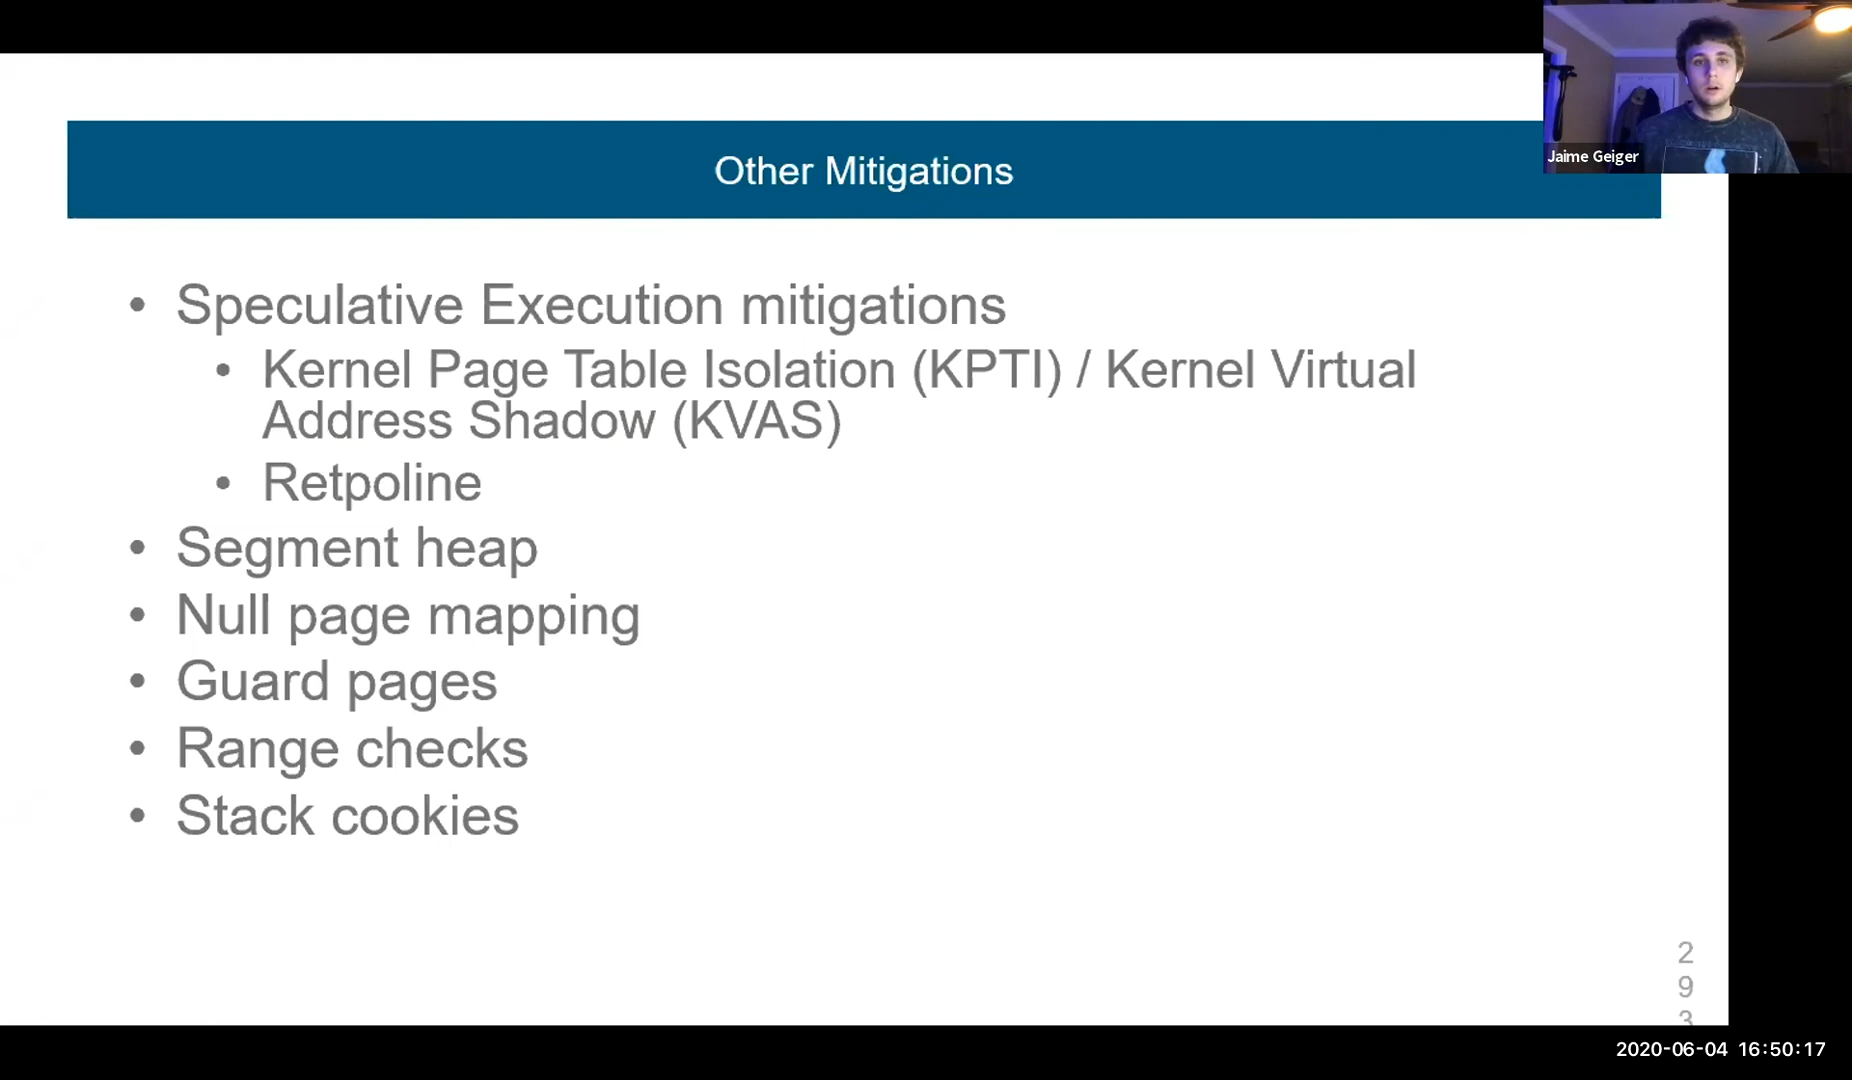 Jaime Geiger
Other Mitigations
• Speculative Execution mitigations
• Kernel Page Table Isolation (KPTI) / Kernel Virtual
Address Shadow (KVAS)
• Retpoline
• Segment heap
• Null page mapping
• Guard pages
• Range checks
• Stack cookies
2
9
3
2020-06-04 16:50:17